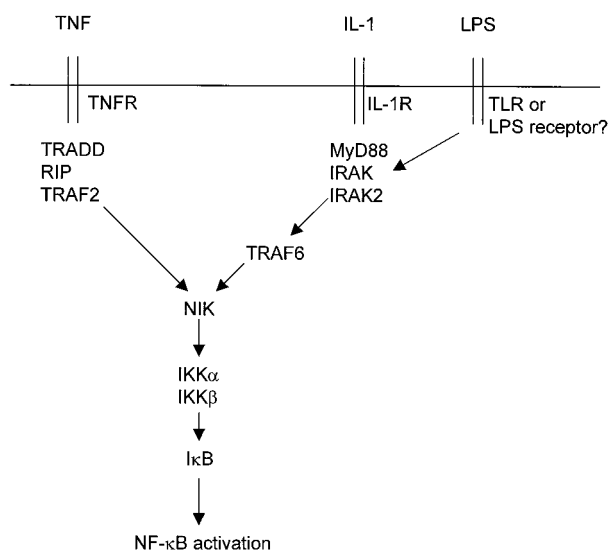 TNF
IL-1
LPS
TNFR
IL-1R
TLR or
LPS receptor?
TRADD
RIP
TRAF2
MyD88
IRAK
IRAK2
TRAF6
NIK
IKKα
IKKβ
IκB
NF-κB activation